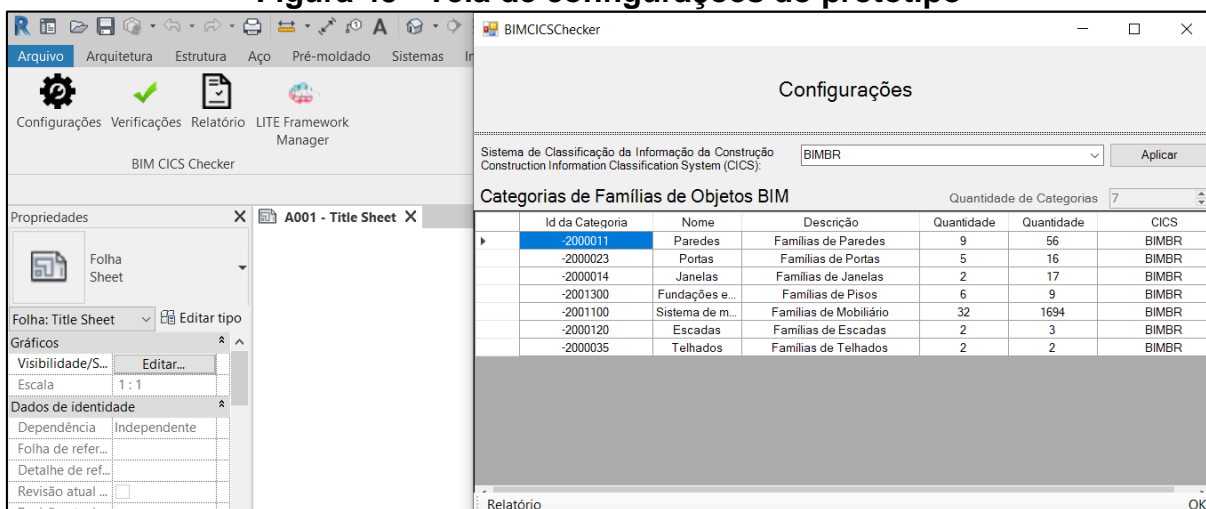 BIMCICSChecker
Arquivo Arquitetura Estrutura Aço Pré-moldado Sistemas
Configurações Verificações Relatório LITE Framework Manager
BIM CICS Checker
Propriedades
A001 - Title Sheet
Folha
Sheet
Folha: Title Sheet Editar tipo
Gráficos
Visibilidade/S... Editar...
Escala 1 : 1
Dados de identidade
Dependência Independente
Folha de refer...
Detalhe de ref...
Revisão atual ...
Configurações
Sistema de Classificação da Informação da Construção
Construction Information Classification System (CICS):
BIMBR Aplicar
Categorias de Famílias de Objetos BIM Quantidade de Categorias 7
Id da Categoria Nome Descrição Quantidade Quantidade CICS
-2000011 Paredes Famílias de Paredes 9 56 BIMBR
-2000023 Portas Famílias de Portas 5 16 BIMBR
-2000014 Janelas Famílias de Janelas 2 17 BIMBR
-2001300 Fundações e... Famílias de Pisos 6 9 BIMBR
-2001100 Sistema de m... Famílias de Mobiliário 32 1694 BIMBR
-2000120 Escadas Famílias de Escadas 2 3 BIMBR
-2000035 Telhados Famílias de Telhados 2 2 BIMBR
Relatório OK